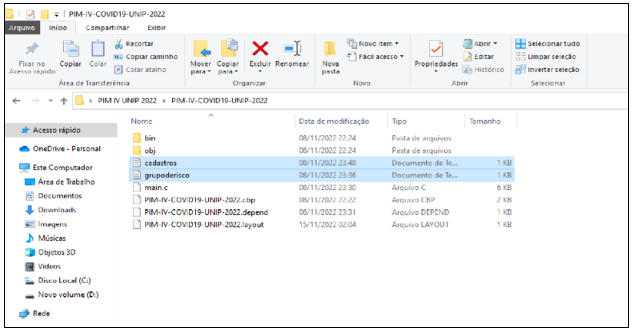 PIM-IV-COVID19-UNIP-2022
Arquivo Início Compartilhar Exibir
Fixar no Acesso rápido
Copiar
Colar
Recortar
Copiar caminho
Colar atalho
Mover para
Copiar para
Excluir
Renomear
Nova pasta
Novo item
Fácil acesso
Propriedades
Abrir
Editar
Histórico
Selecionar tudo
Limpar seleção
Inverter seleção
Área de Transferência Organizar Novo Abrir Selecionar
PIM IV UNIP 2022 > PIM-IV-COVID19-UNIP-2022
Acesso rápido
OneDrive - Personal
Este Computador
Área de Trabalho
Documentos
Downloads
Imagens
Músicas
Objetos 3D
Vídeos
Disco Local (C:)
Novo volume (D:)
Rede
Nome Data de modificação Tipo Tamanho
bin 08/11/2022 22:24 Pasta de arquivos
obj 08/11/2022 22:24 Pasta de arquivos
cadastros 08/11/2022 23:48 Documento de Te... 1 KB
grupoderisco 08/11/2022 23:36 Documento de Te... 1 KB
main.c 08/11/2022 23:30 Arquivo C 6 KB
PIM-IV-COVID19-UNIP-2022.cbp 08/11/2022 22:22 Arquivo CBP 2 KB
PIM-IV-COVID19-UNIP-2022.depend 08/11/2022 23:31 Arquivo DEPEND 1 KB
PIM-IV-COVID19-UNIP-2022.layout 15/11/2022 02:04 Arquivo LAYOUT 1 KB